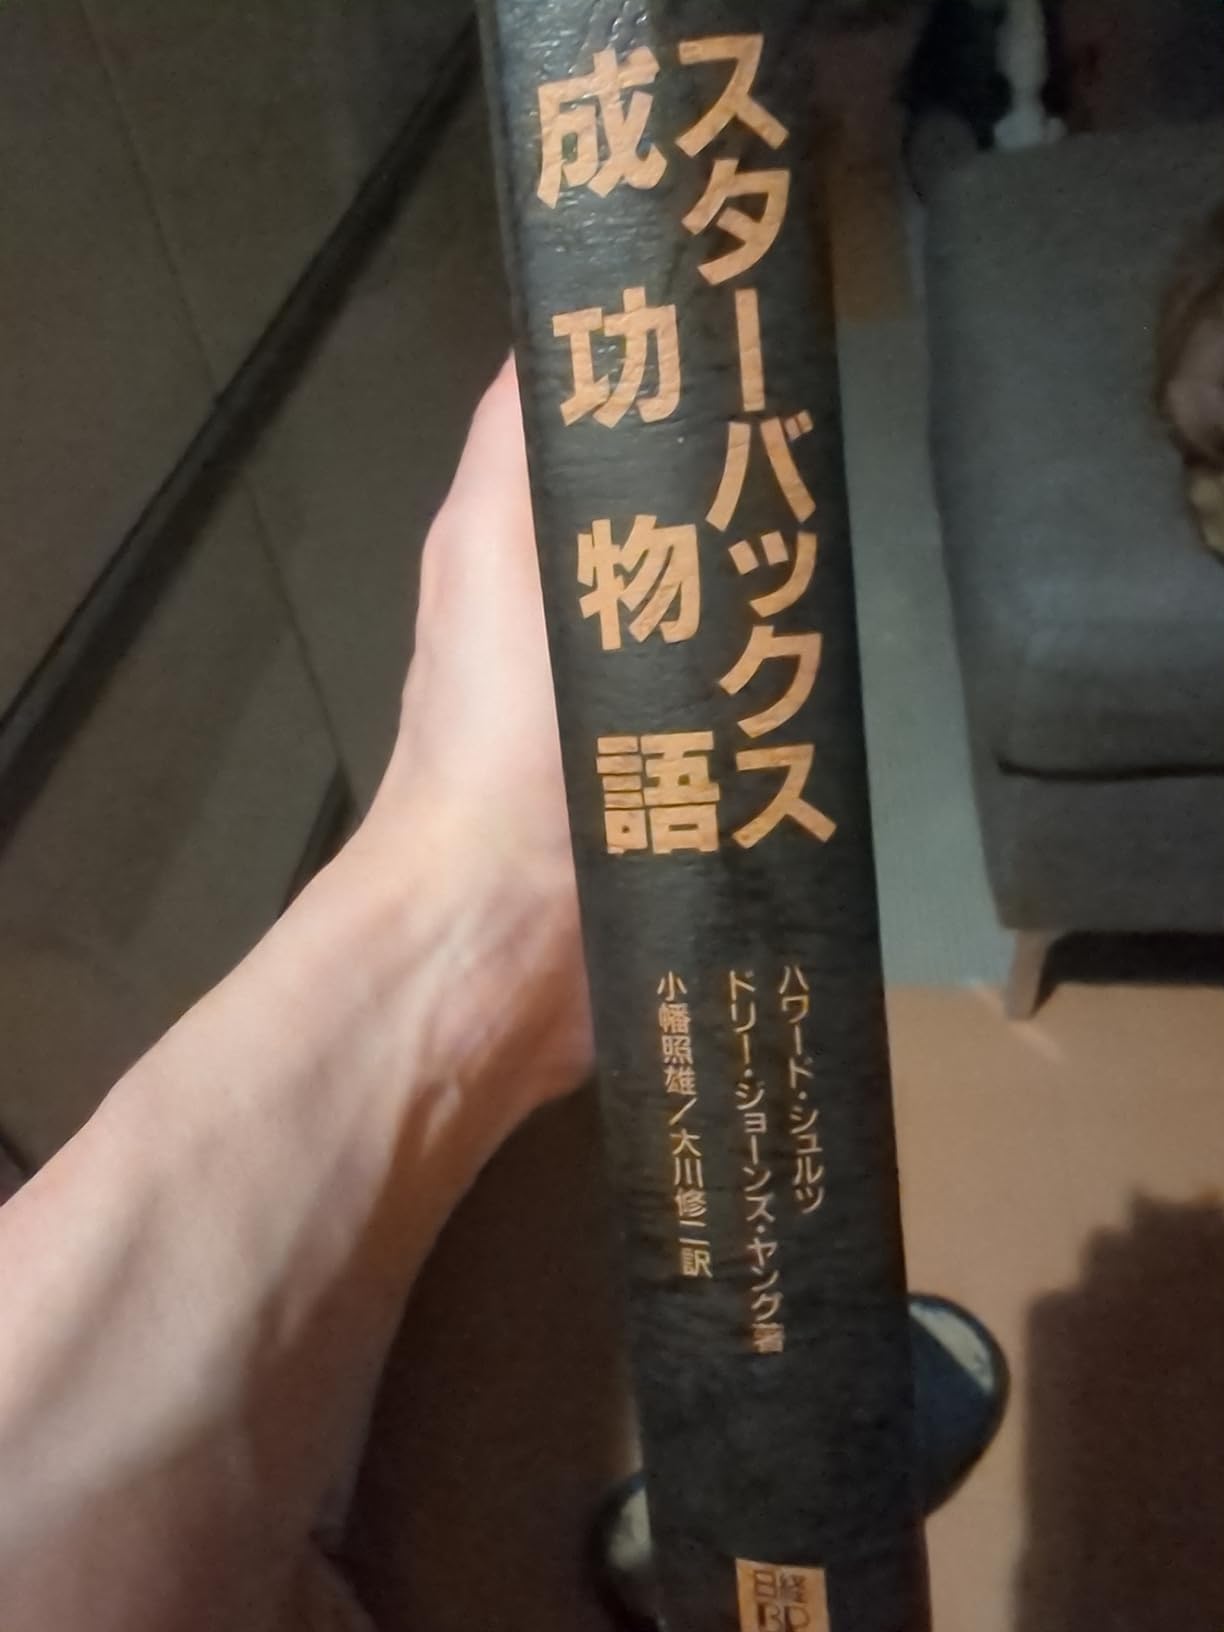 スターバックス
成功物語
ハワード・シュルツ
ドリー・ジョーンズ・ヤング著
小幡照雄/大川修二訳
日経
BP